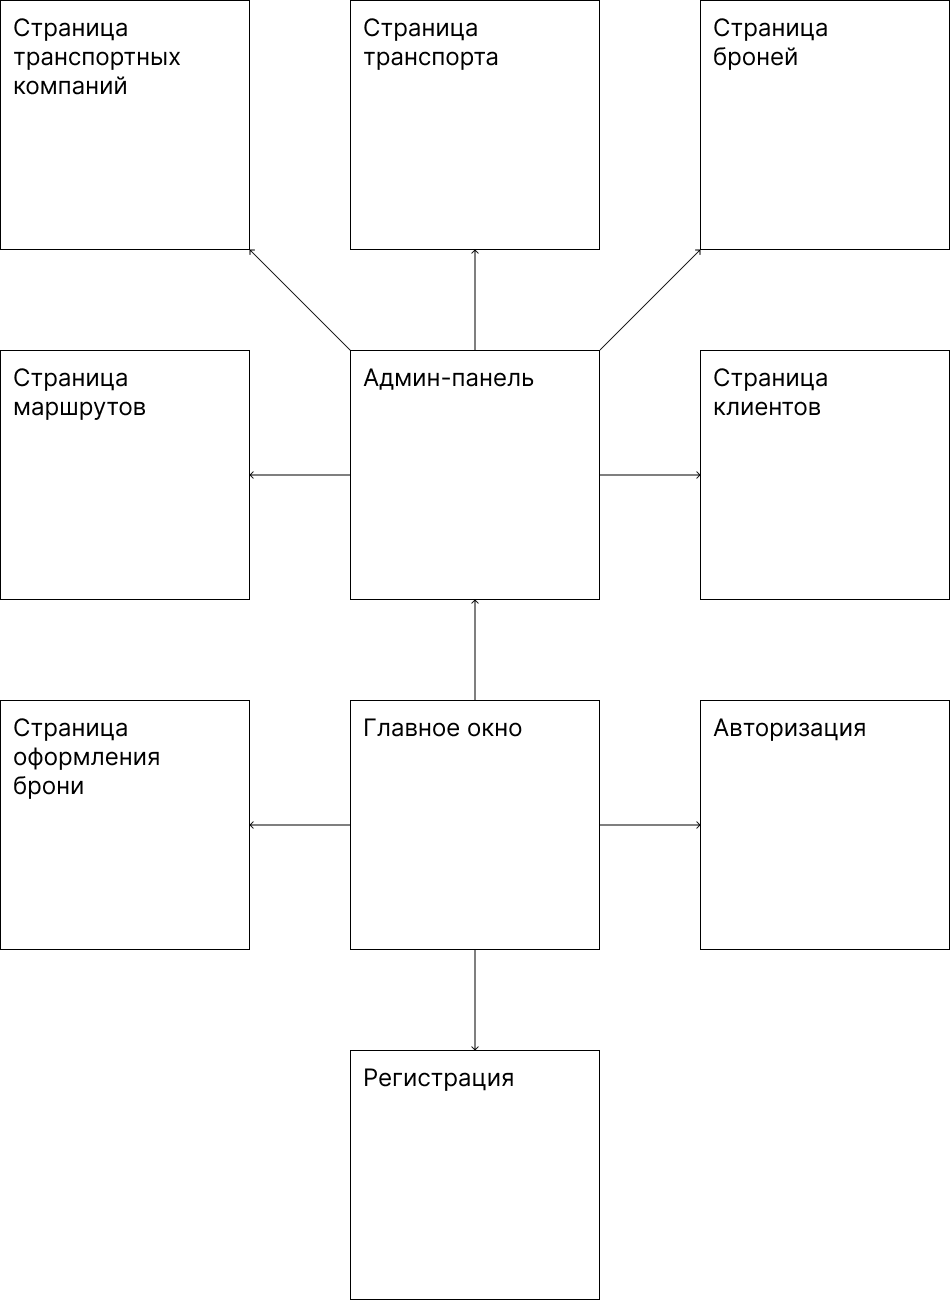 Страница
транспортных
компаний
Страница
транспорта
Страница
броней
Страница
маршрутов
Админ-панель
Страница
клиентов
Страница
оформления
брони
Главное окно
Авторизация
Регистрация